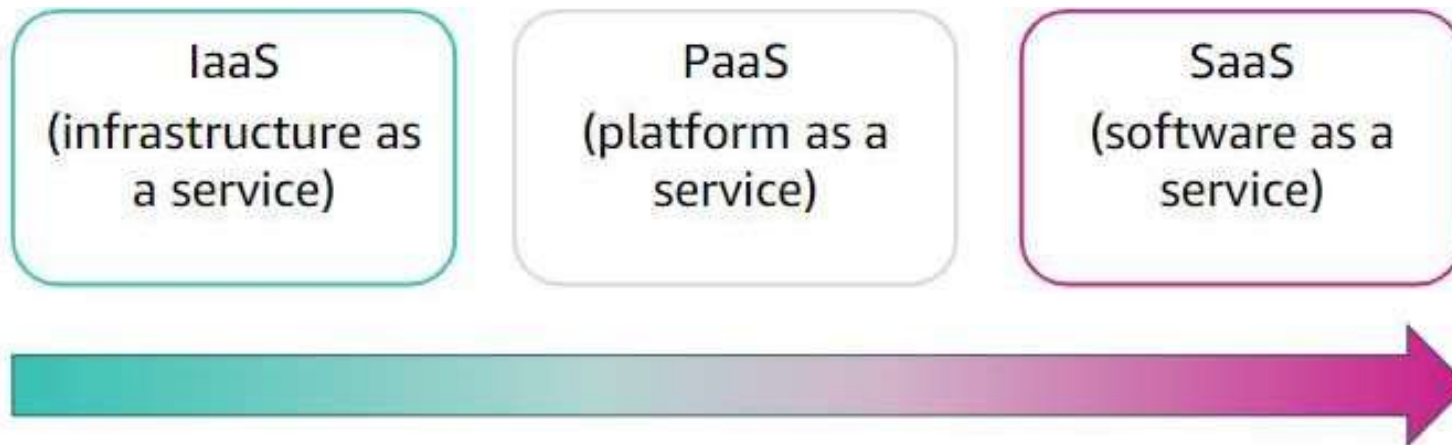 IaaS
(infrastructure as
a service)
PaaS
(platform as a
service)
SaaS
(software as a
service)